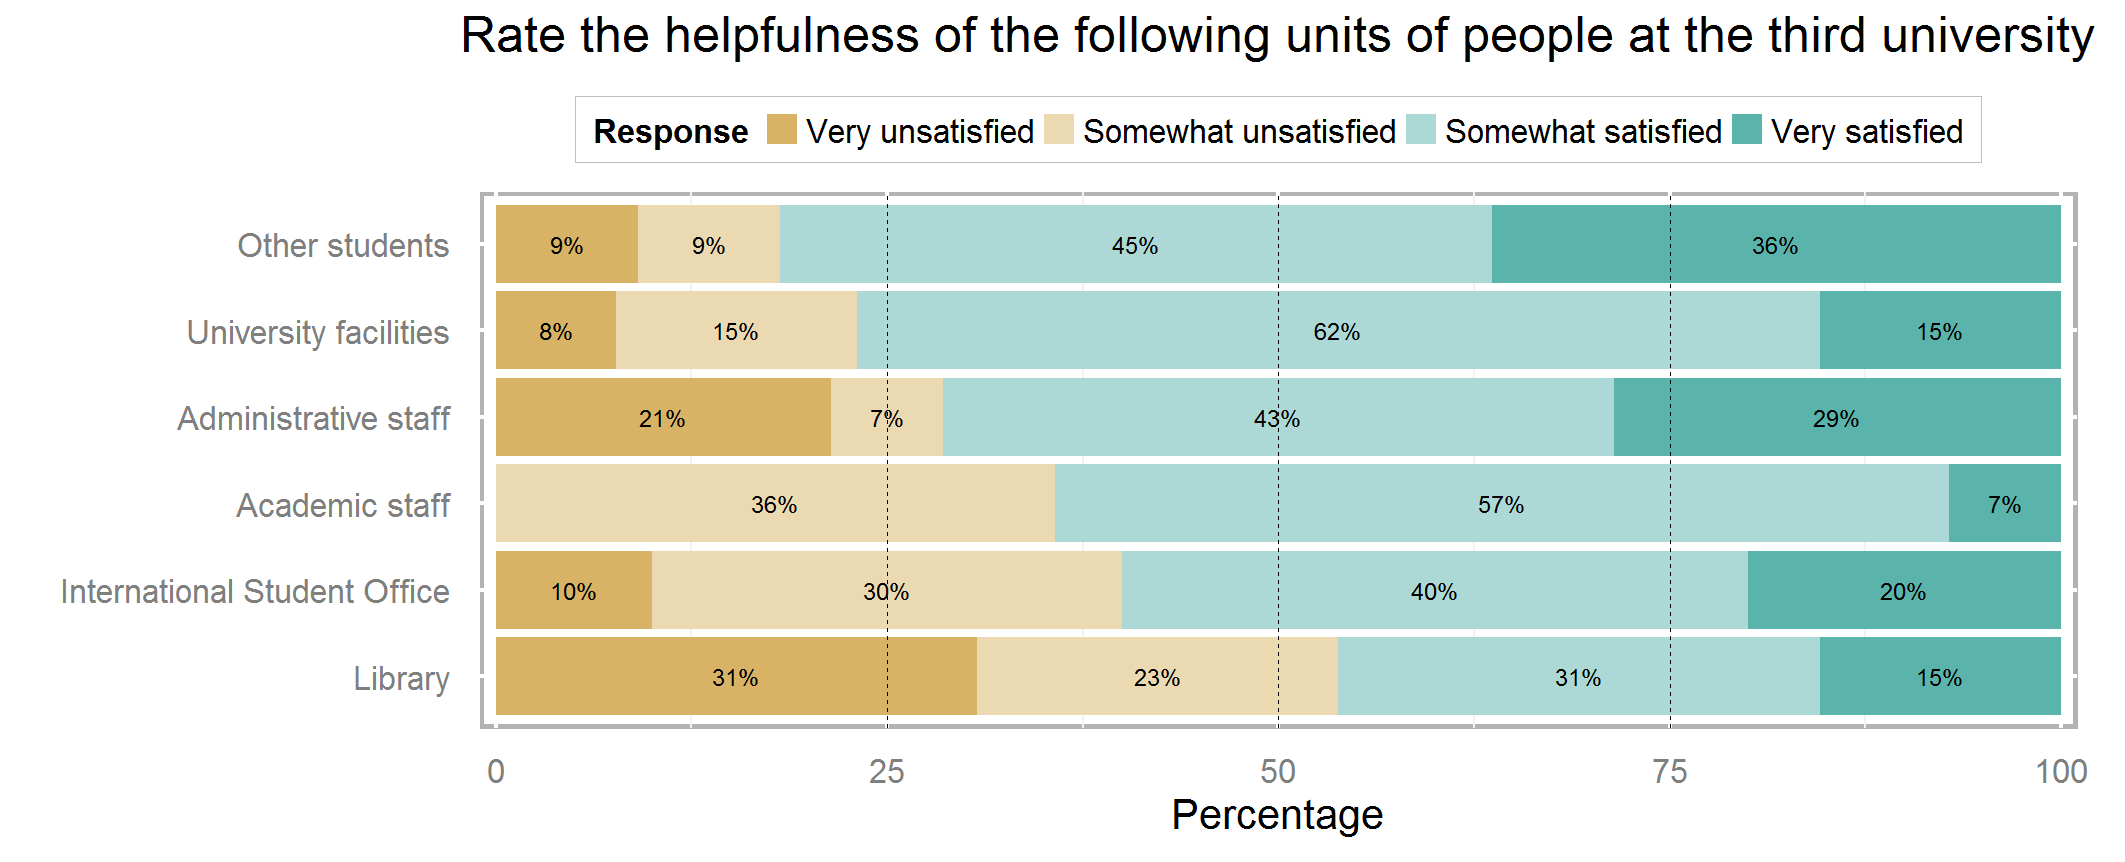 Rate the helpfulness of the following units of people at the third university
Response Very unsatisfied Somewhat unsatisfied Somewhat satisfied Very satisfied
Other students 9% 9% 45% 36%
University facilities 8% 15% 62% 15%
Administrative staff 21% 7% 43% 29%
Academic staff 36% 57% 7%
International Student Office 10% 30% 40% 20%
Library 31% 23% 31% 15%
0 25 50 75 100
Percentage